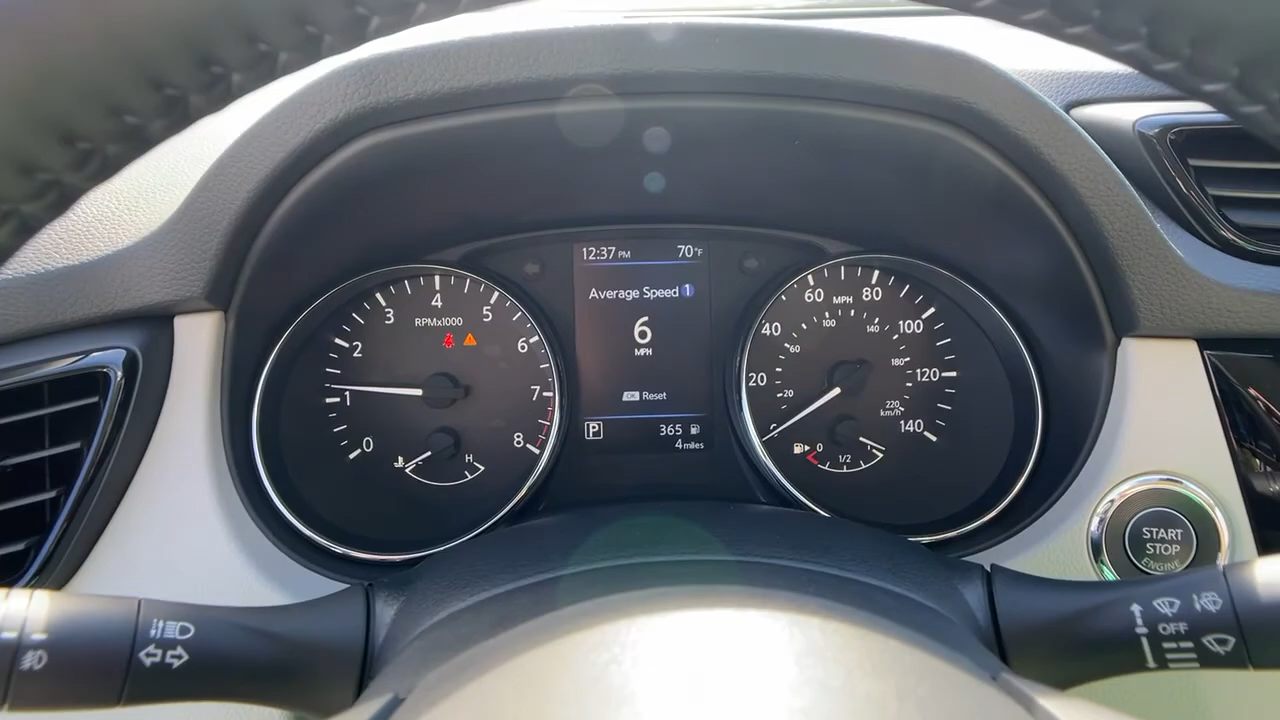 12:37 PM 70°F
Average Speed 1
6
MPH
OK Reset
P 365
4 miles
RPMx1000
0
1
2
3
4
5
6
7
8
H
MPH
20
40
60
80
100
120
140
20
60
100
140
180
220
km/h
0
1/2
START
STOP
ENGINE
OFF